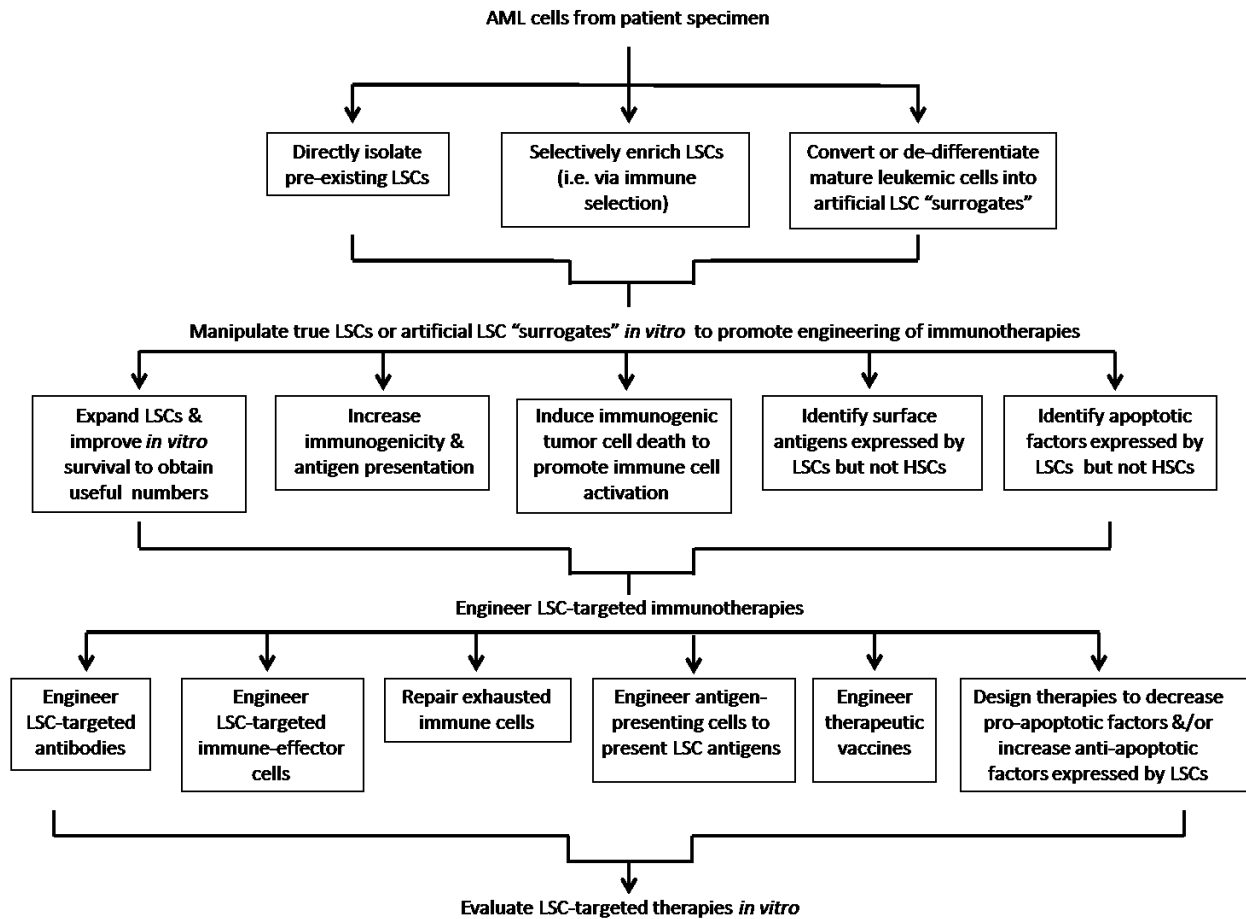 AML cells from patient specimen
Directly isolate
pre-existing LSCs
Selectively enrich LSCs
(i.e. via immune
selection)
Convert or de-differentiate
mature leukemic cells into
artificial LSC “surrogates”
Manipulate true LSCs or artificial LSC “surrogates” in vitro to promote engineering of immunotherapies
Expand LSCs &
improve in vitro
survival to obtain
useful numbers
Increase
immunogenicity &
antigen presentation
Induce immunogenic
tumor cell death to
promote immune cell
activation
Identify surface
antigens expressed by
LSCs but not HSCs
Identify apoptotic
factors expressed by
LSCs but not HSCs
Engineer LSC-targeted immunotherapies
Engineer
LSC-targeted
antibodies
Engineer
LSC-targeted
immune-effector
cells
Repair exhausted
immune cells
Engineer antigen-
presenting cells to
present LSC antigens
Engineer
therapeutic
vaccines
Design therapies to decrease
pro-apoptotic factors &/or
increase anti-apoptotic
factors expressed by LSCs
Evaluate LSC-targeted therapies in vitro